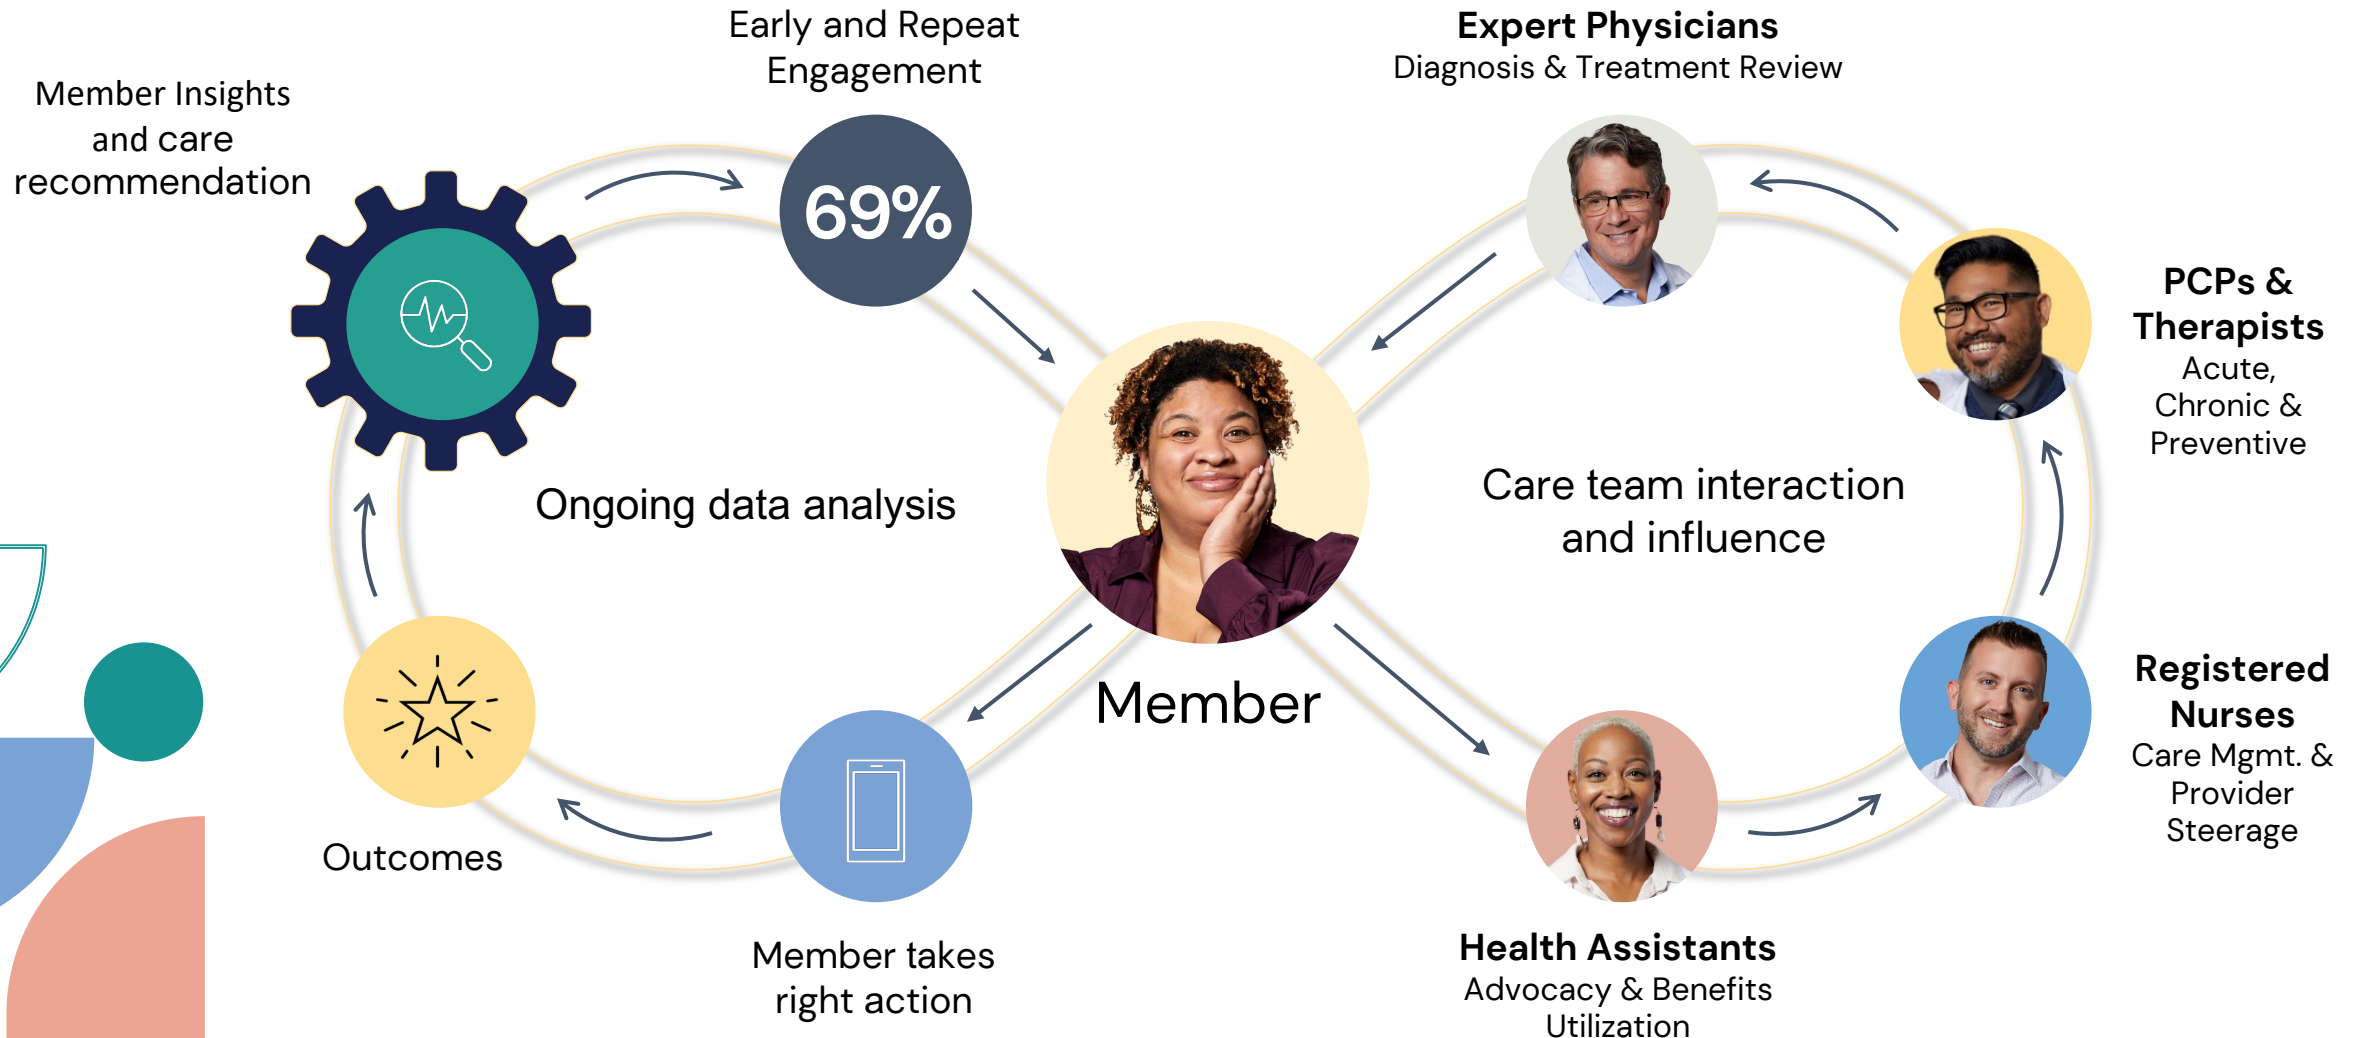 Early and Repeat
Engagement
Expert Physicians
Diagnosis & Treatment Review
Member Insights
and care
recommendation
69%
PCPs &
Therapists
Acute,
Chronic &
Preventive
Ongoing data analysis
Care team interaction
and influence
Member
Registered
Nurses
Care Mgmt. &
Provider
Steerage
Outcomes
Member takes
right action
Health Assistants
Advocacy & Benefits
Utilization